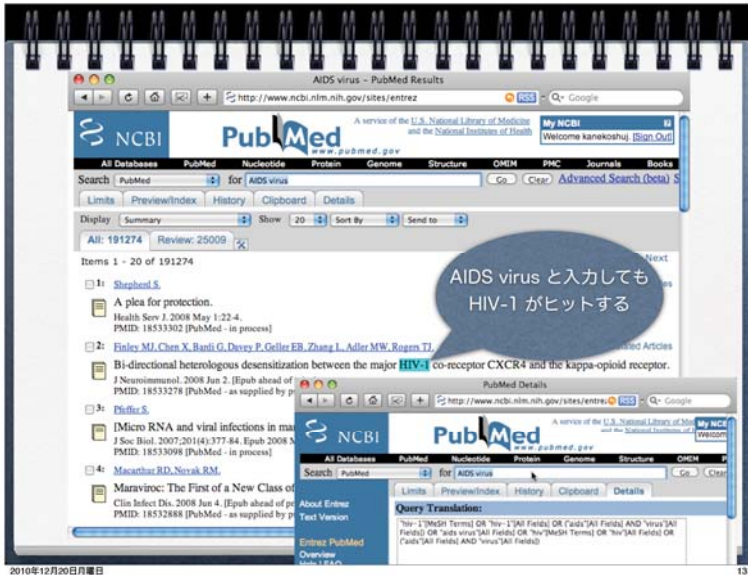 AIDS virus – PubMed Results
http://www.ncbi.nlm.nih.gov/sites/entrez
RSS
Google
NCBI
PubMed
www.pubmed.gov
A service of the U.S. National Library of Medicine
and the National Institutes of Health
My NCBI
Welcome kanekoshuj. [Sign Out]
All Databases PubMed Nucleotide Protein Genome Structure OMIM PMC Journals Books
Search PubMed for AIDS virus Go Clear Advanced Search (beta) S
Limits Preview/Index History Clipboard Details
Display Summary Show 20 Sort By Send to
All: 191274 Review: 25009
Items 1 - 20 of 191274
Next
AIDS virus と入力しても
HIV-1 がヒットする
1: Shepherd S.
A plea for protection.
Health Serv J. 2008 May 1:22-4.
PMID: 18533302 [PubMed - in process]
2: Finley MJ, Chen X, Bardi G, Davey P, Geller EB, Zhang L, Adler MW, Rogers TJ.
Articles
Bi-directional heterologous desensitization between the major HIV-1 co-receptor CXCR4 and the kappa-opioid receptor.
J Neuroimmunol. 2008 Jun 2. [Epub ahead of
PMID: 18533278 [PubMed - as supplied by p
3: Pfeffer S.
[Micro RNA and viral infections in mar
J Soc Biol. 2007;201(4):377-84. Epub 2008 M
PMID: 18533098 [PubMed - in process]
4: Macarthur RD, Novak RM.
Maraviroc: The First of a New Class of
Clin Infect Dis. 2008 Jun 4. [Epub ahead of pr
PMID: 18532888 [PubMed - as supplied by p
PubMed Details
http://www.ncbi.nlm.nih.gov/sites/entrez
RSS
Google
NCBI
PubMed
www.pubmed.gov
A service of the U.S. National Library of Med
and the National Institutes of H
My NCBI
Welcom
All Databases PubMed Nucleotide Protein Genome Structure OMIM P
Search PubMed for AIDS virus Go Clear
Limits Preview/Index History Clipboard Details
About Entrez
Text Version
Entrez PubMed
Overview
Help | FAQ
Query Translation:
"hiv-1"[MeSH Terms] OR "hiv-1"[All Fields] OR ("aids"[All Fields] AND "virus"[All
Fields]) OR "aids virus"[All Fields] OR "hiv"[MeSH Terms] OR "hiv"[All Fields] OR
("aids"[All Fields] AND "virus"[All Fields])
2010年12月20日月曜日
13